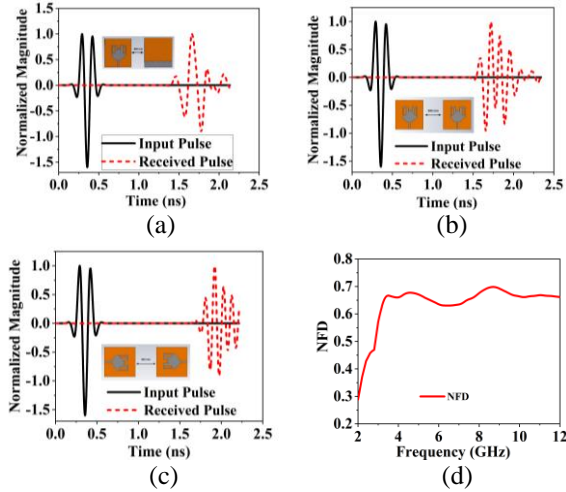 1.0
0.5
0.0
-0.5
-1.0
-1.5
Normalized Magnitude
Input Pulse
Received Pulse
0.0 0.5 1.0 1.5 2.0 2.5
Time (ns)
(a)
1.0
0.5
0.0
-0.5
-1.0
-1.5
Normalized Magnitude
Input Pulse
Received Pulse
0.0 0.5 1.0 1.5 2.0 2.5
Time (ns)
(b)
1.0
0.5
0.0
-0.5
-1.0
-1.5
Normalized Magnitude
Input Pulse
Received Pulse
0.0 0.5 1.0 1.5 2.0 2.5
Time (ns)
(c)
0.8
0.7
0.6
0.5
0.4
0.3
0.2
NFD
NFD
2 4 6 8 10 12
Frequency (GHz)
(d)